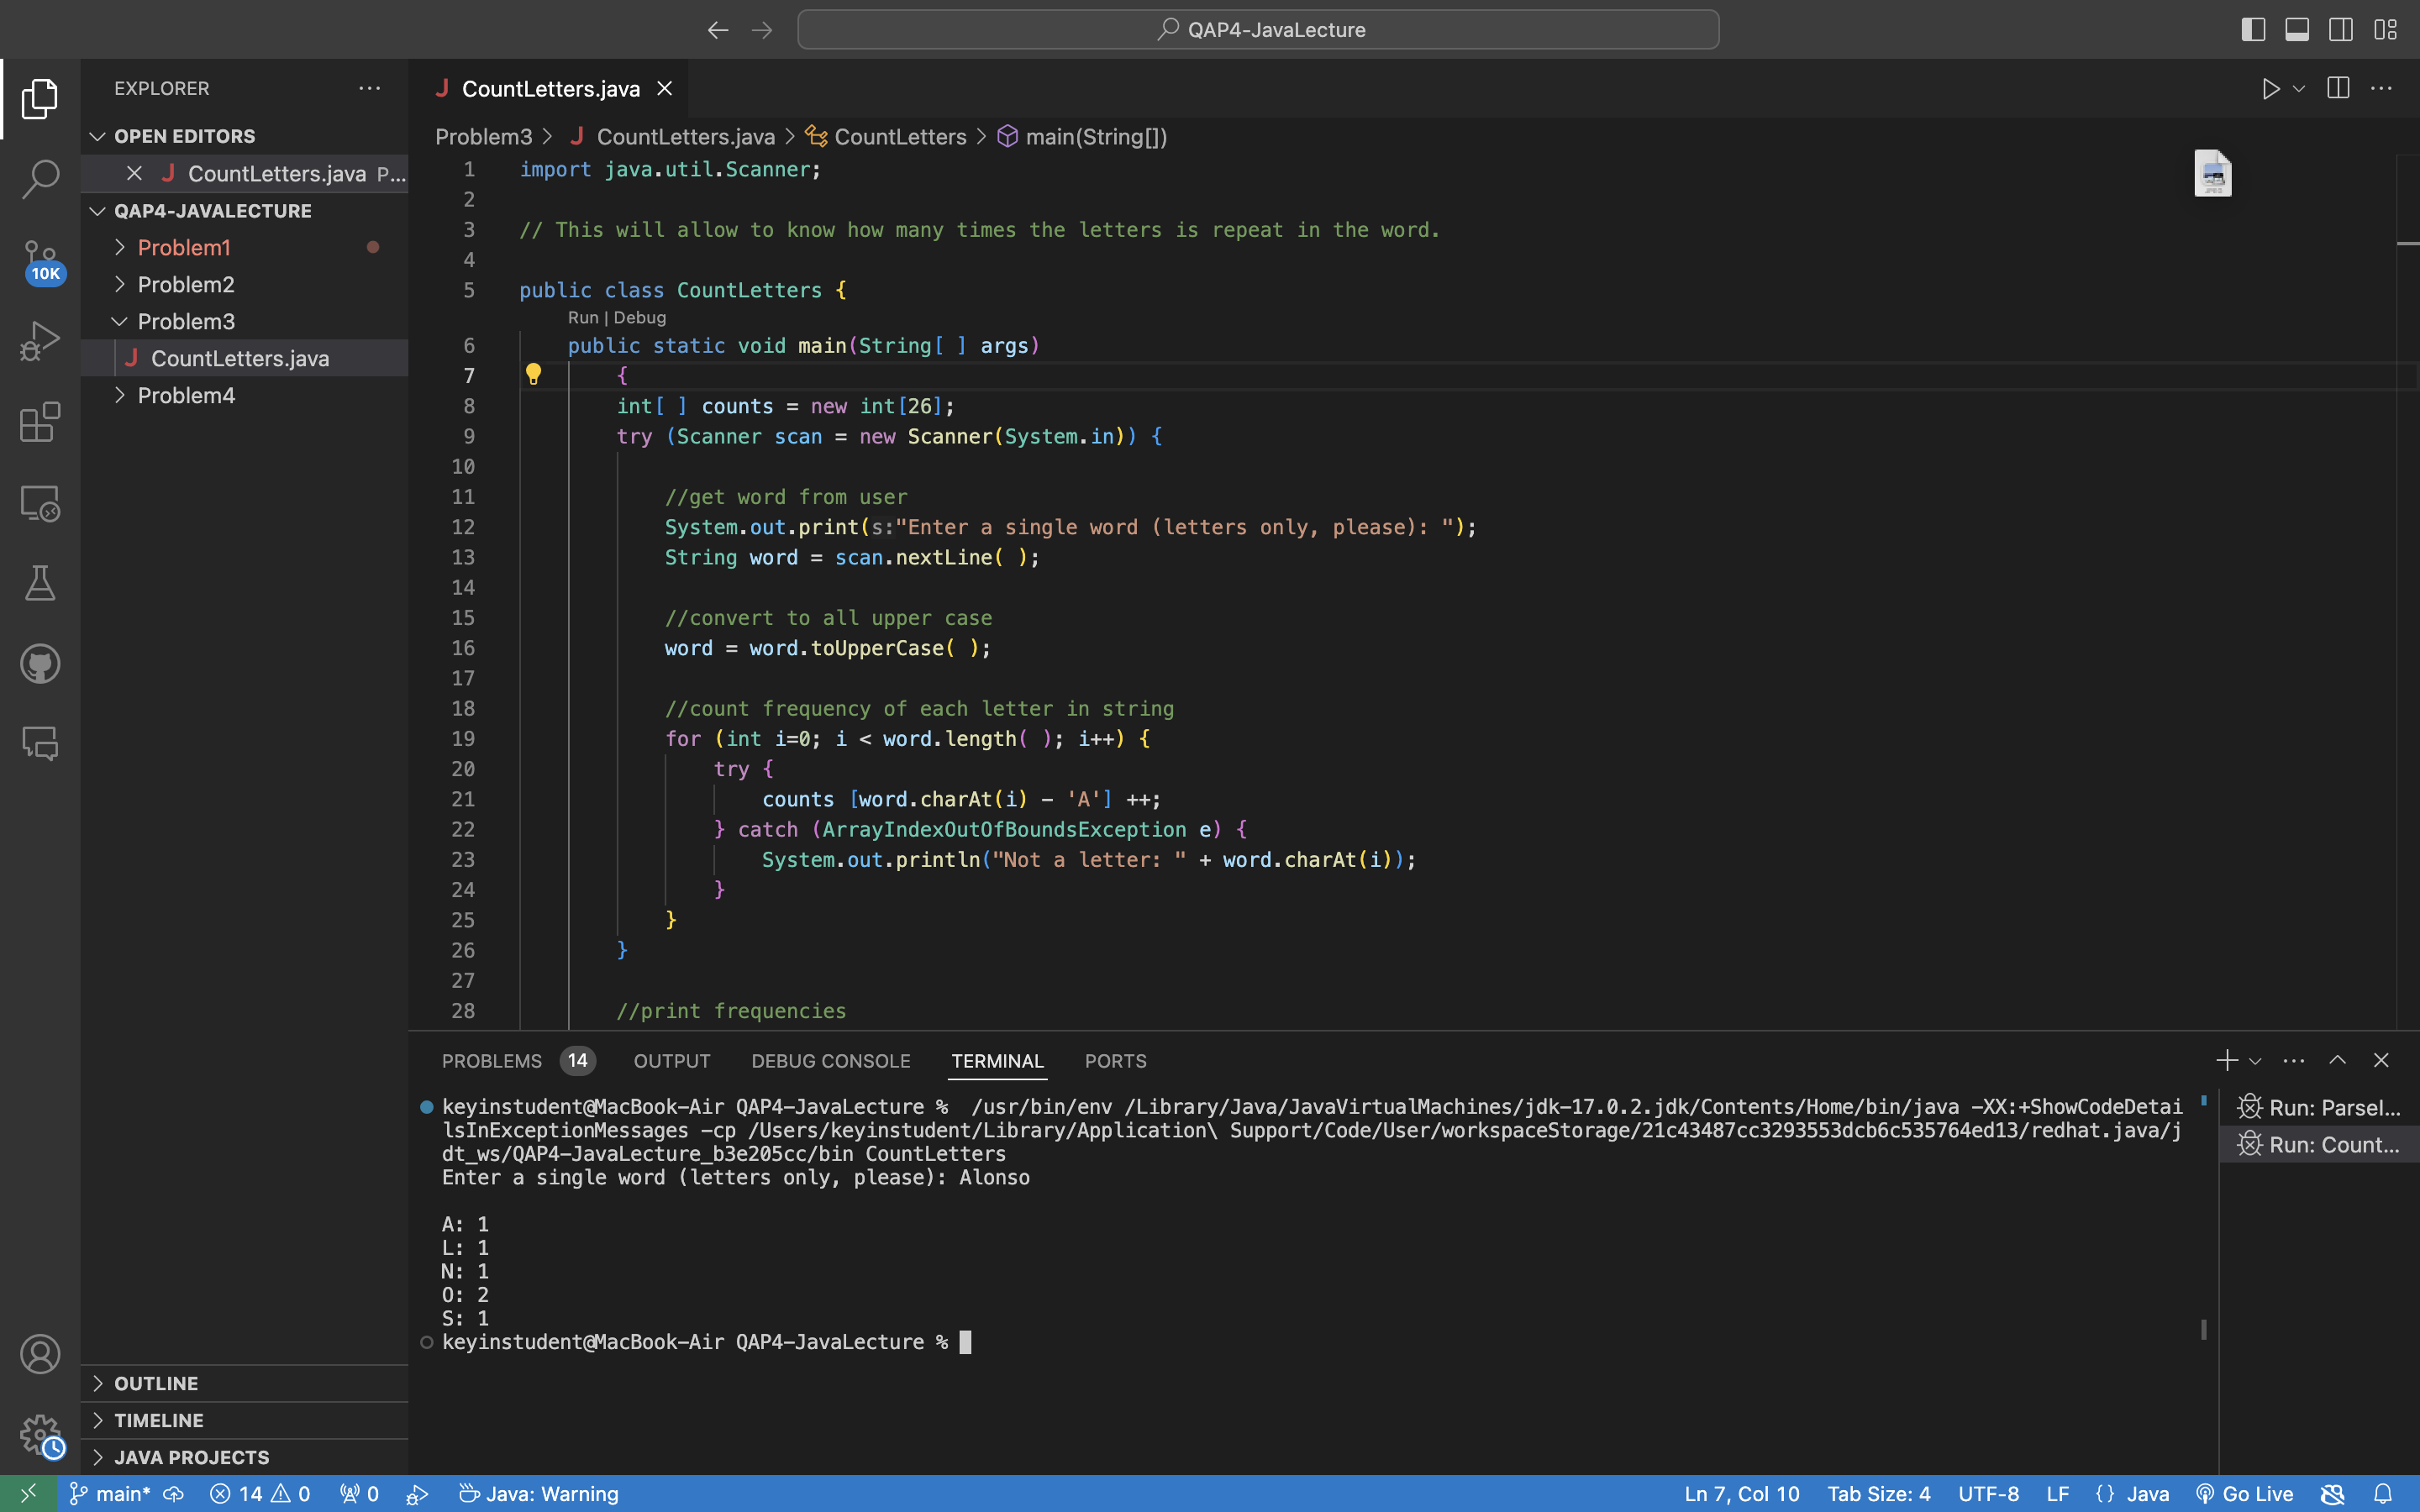 QAP4-JavaLecture
EXPLORER
OPEN EDITORS
CountLetters.java P...
QAP4-JAVALECTURE
Problem1
Problem2
Problem3
CountLetters.java
Problem4
OUTLINE
TIMELINE
JAVA PROJECTS
10K
CountLetters.java
Problem3 > CountLetters.java > CountLetters > main(String[])
1 import java.util.Scanner;
2
3 // This will allow to know how many times the letters is repeat in the word.
4
5 public class CountLetters {
Run | Debug
6 public static void main(String[ ] args)
7 {
8 int[ ] counts = new int[26];
9 try (Scanner scan = new Scanner(System.in)) {
10
11 //get word from user
12 System.out.print(s:"Enter a single word (letters only, please): ");
13 String word = scan.nextLine( );
14
15 //convert to all upper case
16 word = word.toUpperCase( );
17
18 //count frequency of each letter in string
19 for (int i=0; i < word.length( ); i++) {
20 try {
21 counts [word.charAt(i) - 'A'] ++;
22 } catch (ArrayIndexOutOfBoundsException e) {
23 System.out.println("Not a letter: " + word.charAt(i));
24 }
25 }
26 }
27
28 //print frequencies
PROBLEMS 14 OUTPUT DEBUG CONSOLE TERMINAL PORTS
keyinstudent@MacBook-Air QAP4-JavaLecture % /usr/bin/env /Library/Java/JavaVirtualMachines/jdk-17.0.2.jdk/Contents/Home/bin/java -XX:+ShowCodeDetai
lsInExceptionMessages -cp /Users/keyinstudent/Library/Application\ Support/Code/User/workspaceStorage/21c43487cc3293553dcb6c535764ed13/redhat.java/j
dt_ws/QAP4-JavaLecture_b3e205cc/bin CountLetters
Enter a single word (letters only, please): Alonso
A: 1
L: 1
N: 1
O: 2
S: 1
keyinstudent@MacBook-Air QAP4-JavaLecture %
Run: Parsel...
Run: Count...
main* 14 0 0 Java: Warning Ln 7, Col 10 Tab Size: 4 UTF-8 LF {} Java Go Live